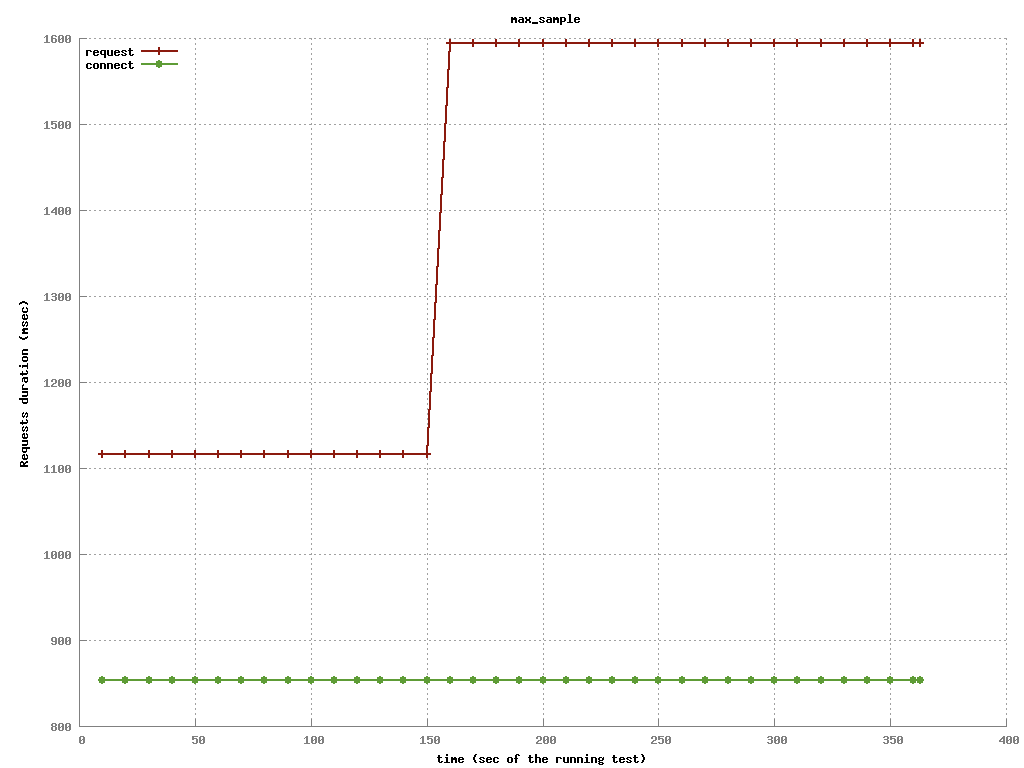 max_sample
request
connect
1600
1500
1400
1300
1200
1100
1000
900
800
Requests duration (msec)
0 50 100 150 200 250 300 350 400
time (sec of the running test)